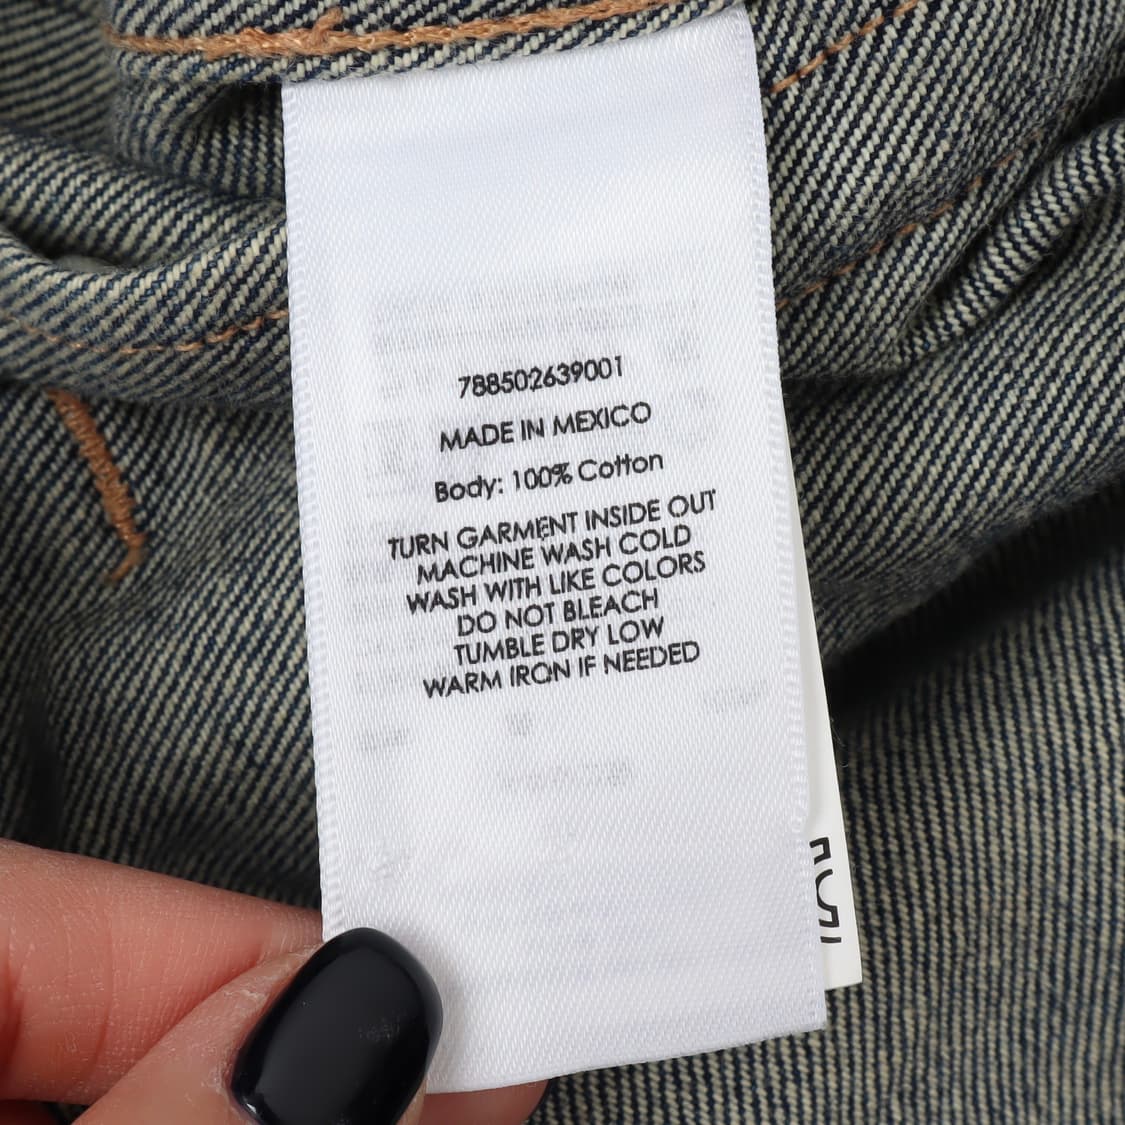 788502639001
MADE IN MEXICO
Body: 100% Cotton
TURN GARMENT INSIDE OUT
MACHINE WASH COLD
WASH WITH LIKE COLORS
DO NOT BLEACH
TUMBLE DRY LOW
WARM IRON IF NEEDED